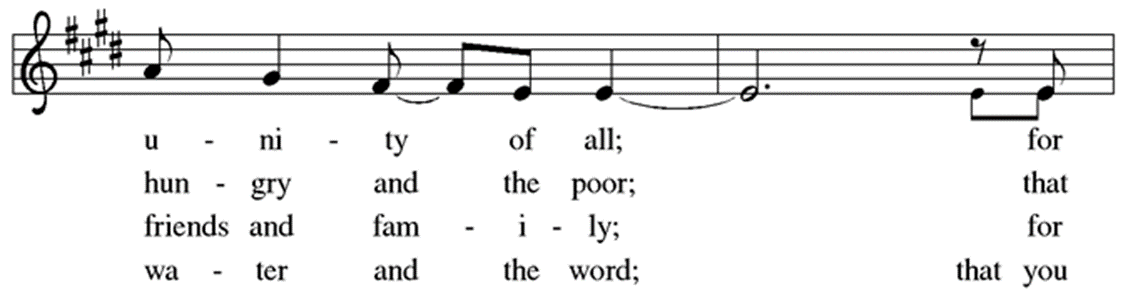 u - ni - ty of all; for
hun - gry and the poor; that
friends and fam - i - ly; for
wa - ter and the word; that you